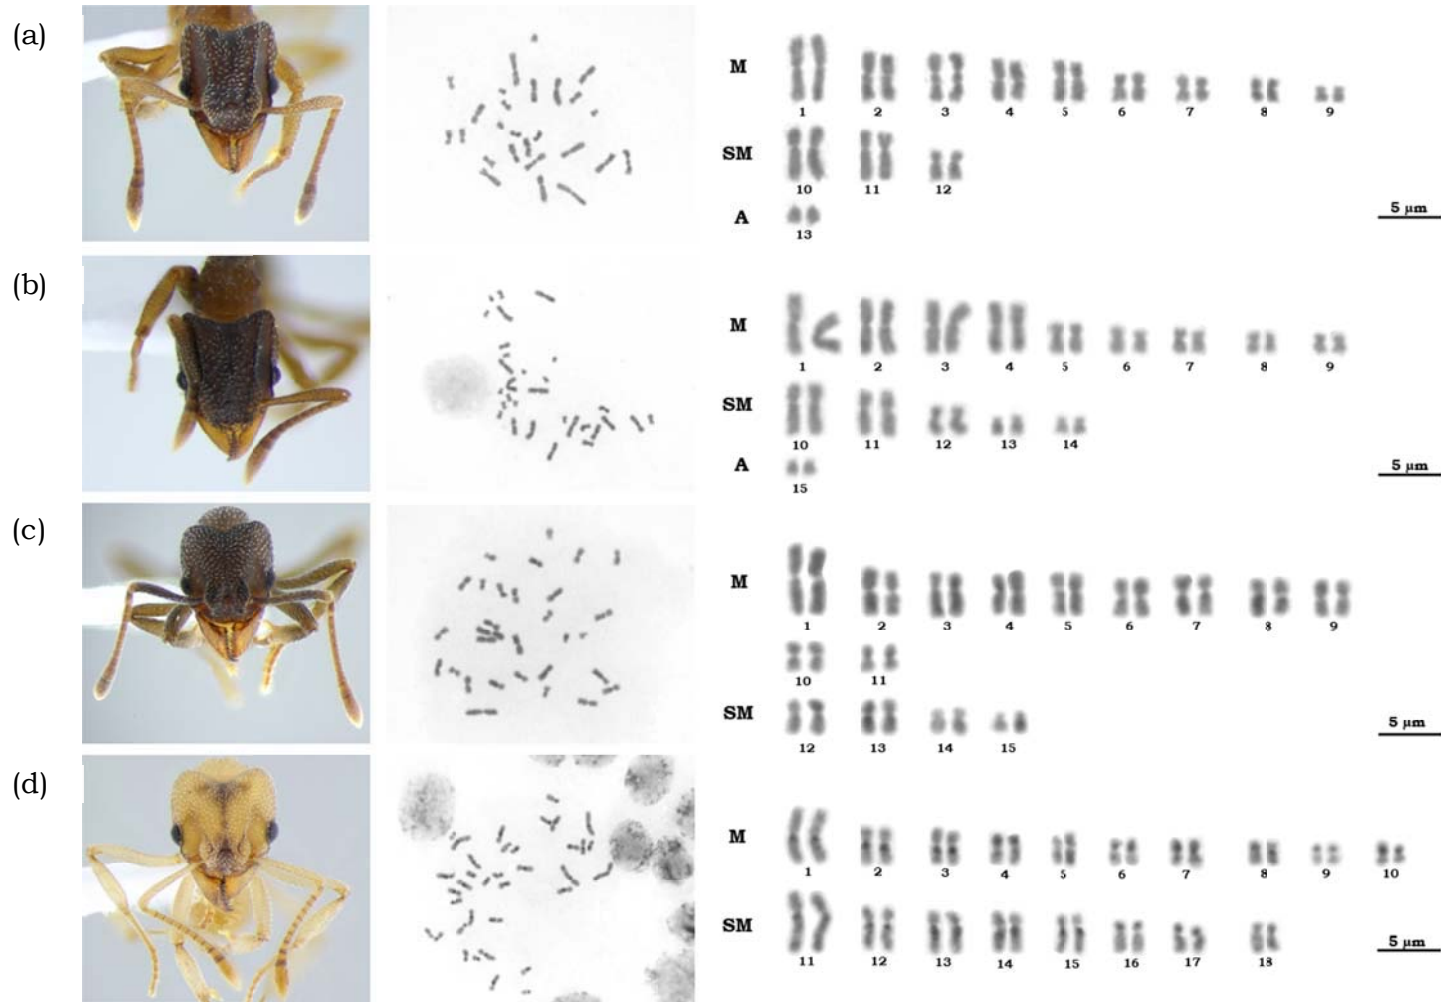 (a)
M
1 2 3 4 5 6 7 8 9
SM
10 11 12
A
13
5 µm
(b)
M
1 2 3 4 5 6 7 8 9
SM
10 11 12 13 14
A
15
5 µm
(c)
M
1 2 3 4 5 6 7 8 9
10 11
SM
12 13 14 15
5 µm
(d)
M
1 2 3 4 5 6 7 8 9 10
SM
11 12 13 14 15 16 17 18
5 µm